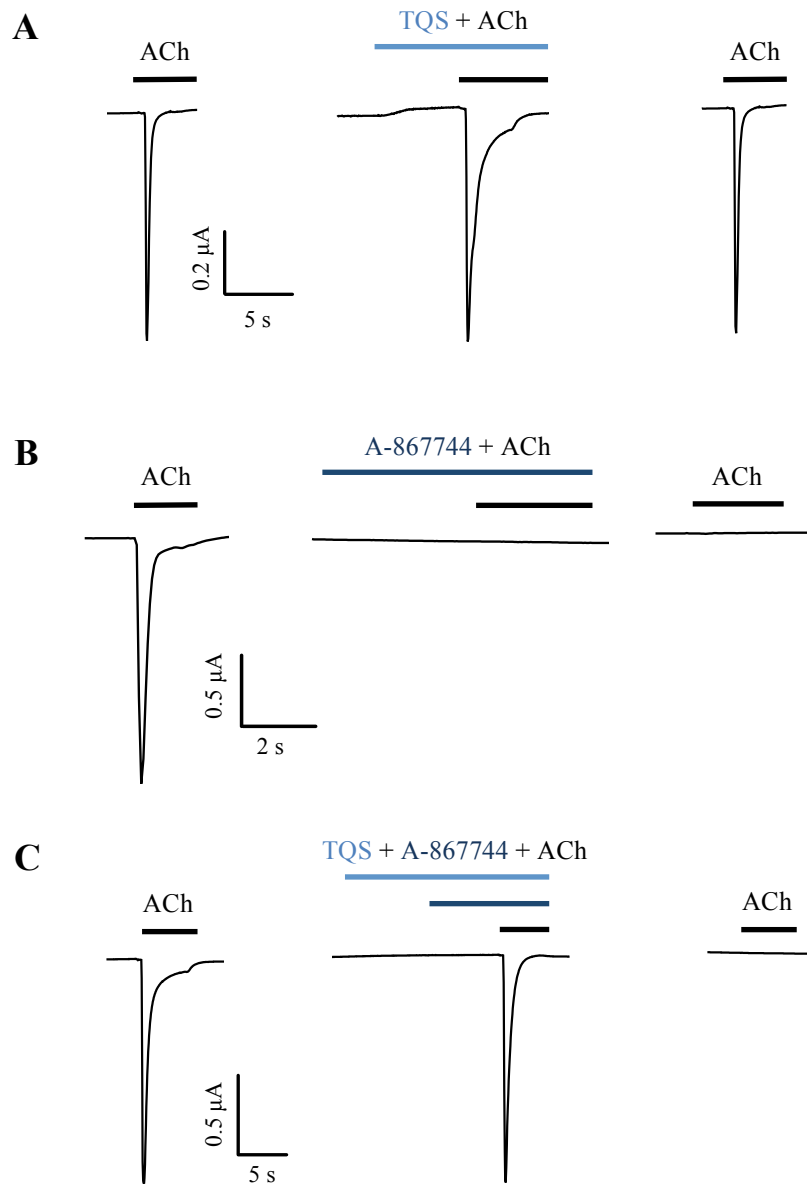 A
ACh
TQS + ACh
ACh
0.2 µA
5 s
B
ACh
A-867744 + ACh
ACh
0.5 µA
2 s
C
ACh
TQS + A-867744 + ACh
ACh
0.5 µA
5 s